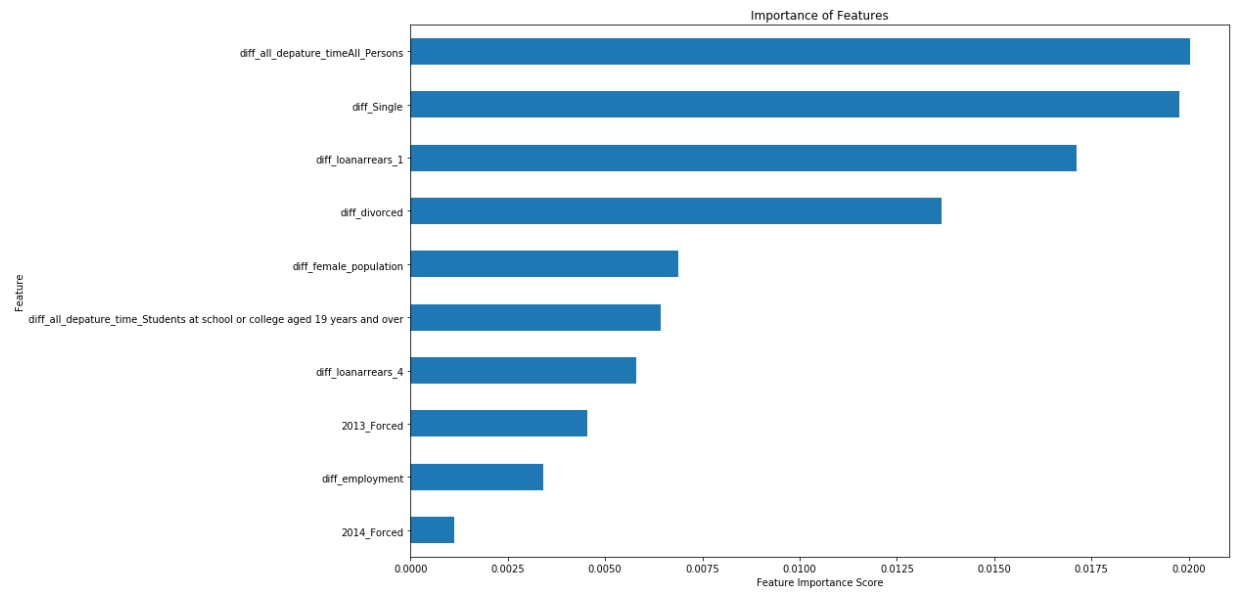 Importance of Features
diff_all_depature_timeAll_Persons
diff_Single
diff_loanarrears_1
diff_divorced
diff_female_population
diff_all_depature_time_Students at school or college aged 19 years and over
diff_loanarrears_4
2013_Forced
diff_employment
2014_Forced
Feature
0.0000 0.0025 0.0050 0.0075 0.0100 0.0125 0.0150 0.0175 0.0200
Feature Importance Score